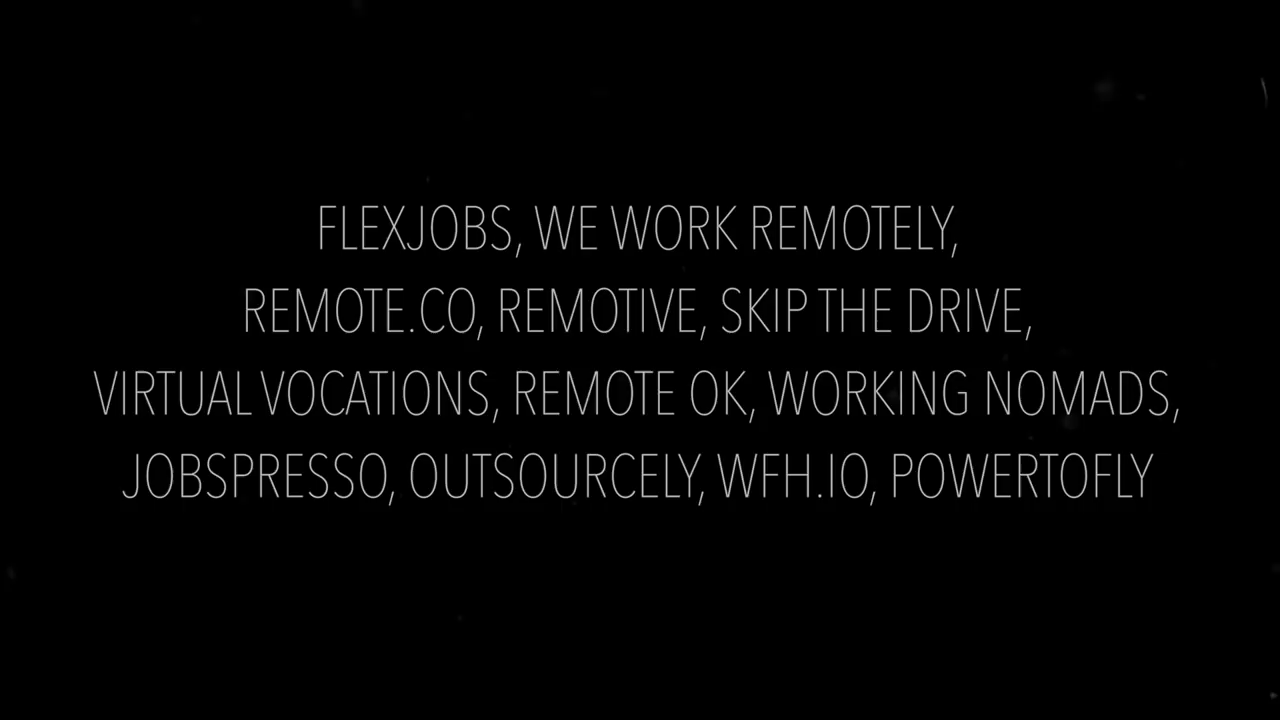 FLEXJOBS, WE WORK REMOTELY,
REMOTE.CO, REMOTIVE, SKIP THE DRIVE,
VIRTUAL VOCATIONS, REMOTE OK, WORKING NOMADS,
JOBSPRESSO, OUTSOURCELY, WFH.IO, POWERTOFLY